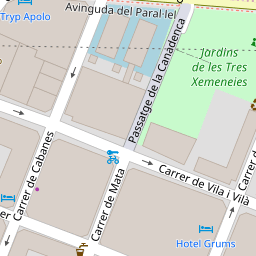 Tryp Apolo
Avinguda del Paral·lel
Jardins
de les Tres
Xemeneies
Passatge de la Canadenca
Carrer de Cabanes
Carrer de Mata
Carrer de Vila i Vilà
Hotel Grums